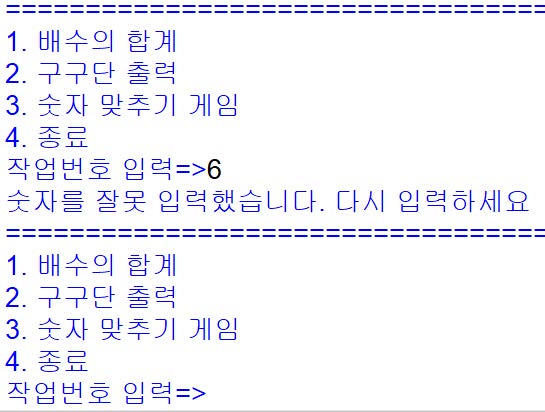 ==================================
1. 배수의 합계
2. 구구단 출력
3. 숫자 맞추기 게임
4. 종료
작업번호 입력=>6
숫자를 잘못 입력했습니다. 다시 입력하세요
==================================
1. 배수의 합계
2. 구구단 출력
3. 숫자 맞추기 게임
4. 종료
작업번호 입력=>